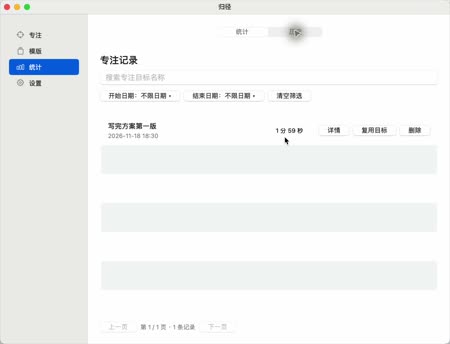 归径
专注
模版
统计
设置
统计
专注记录
搜索专注目标名称
开始日期：不限日期
结束日期：不限日期
清空筛选
写完方案第一版
2026-11-18 18:30
1 分 59 秒
详情
复用目标
删除
上一页
第 1 / 1 页 · 1 条记录
下一页